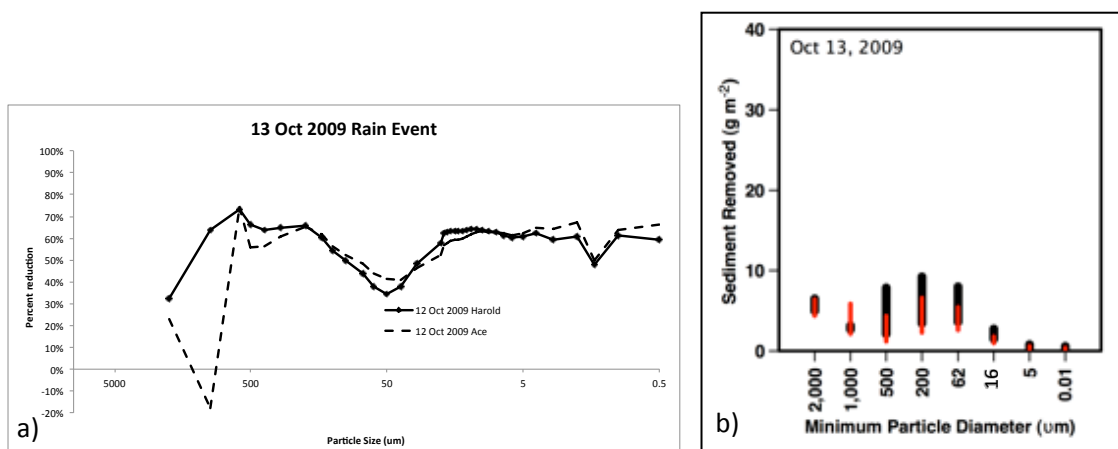 13 Oct 2009 Rain Event
100%
90%
80%
70%
60%
50%
40%
30%
20%
10%
0%
-10%
-20%
Percent reduction
5000 500 50 5 0.5
12 Oct 2009 Harold
12 Oct 2009 Ace
Particle Size (um)
a)
Oct 13, 2009
40
30
20
10
0
Sediment Removed (g m-2)
2,000 1,000 500 200 62 16 5 0.01
Minimum Particle Diameter (υm)
b)